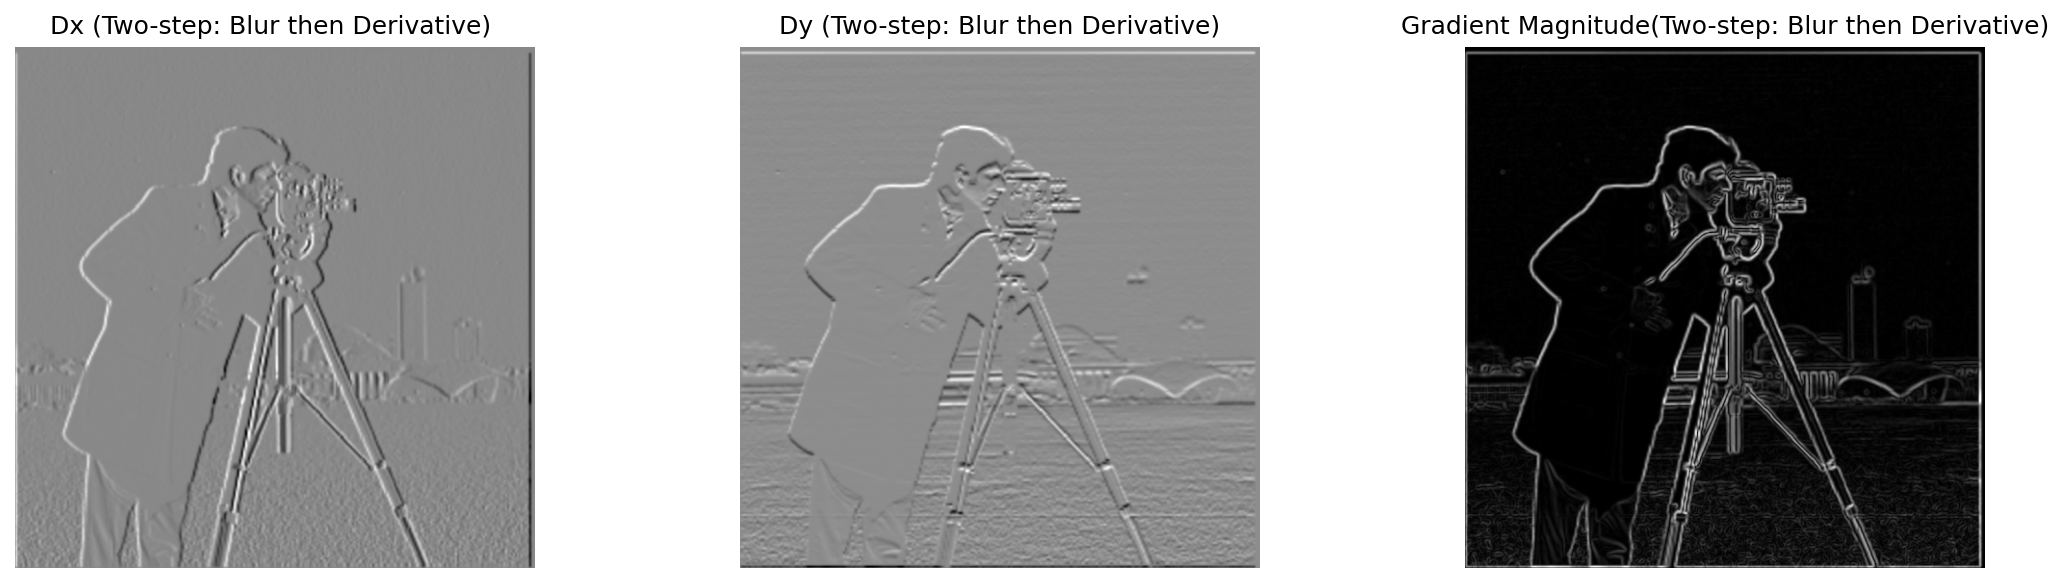 Dx (Two-step: Blur then Derivative)
Dy (Two-step: Blur then Derivative)
Gradient Magnitude(Two-step: Blur then Derivative)